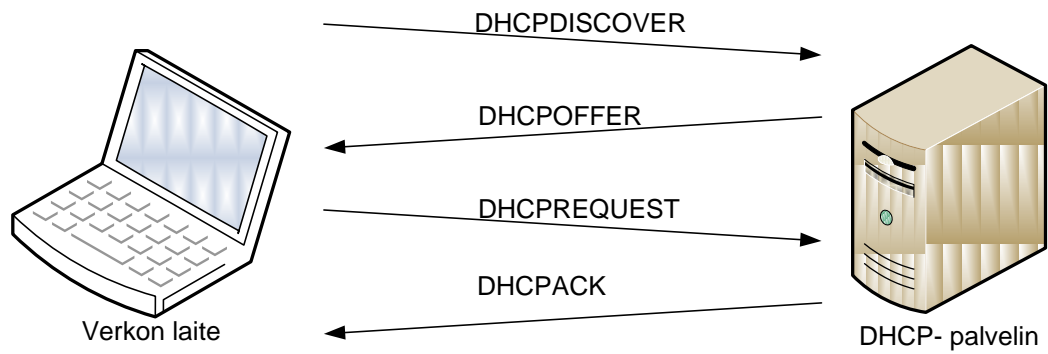 DHCPDISCOVER
DHCPOFFER
DHCPREQUEST
DHCPACK
Verkon laite
DHCP- palvelin